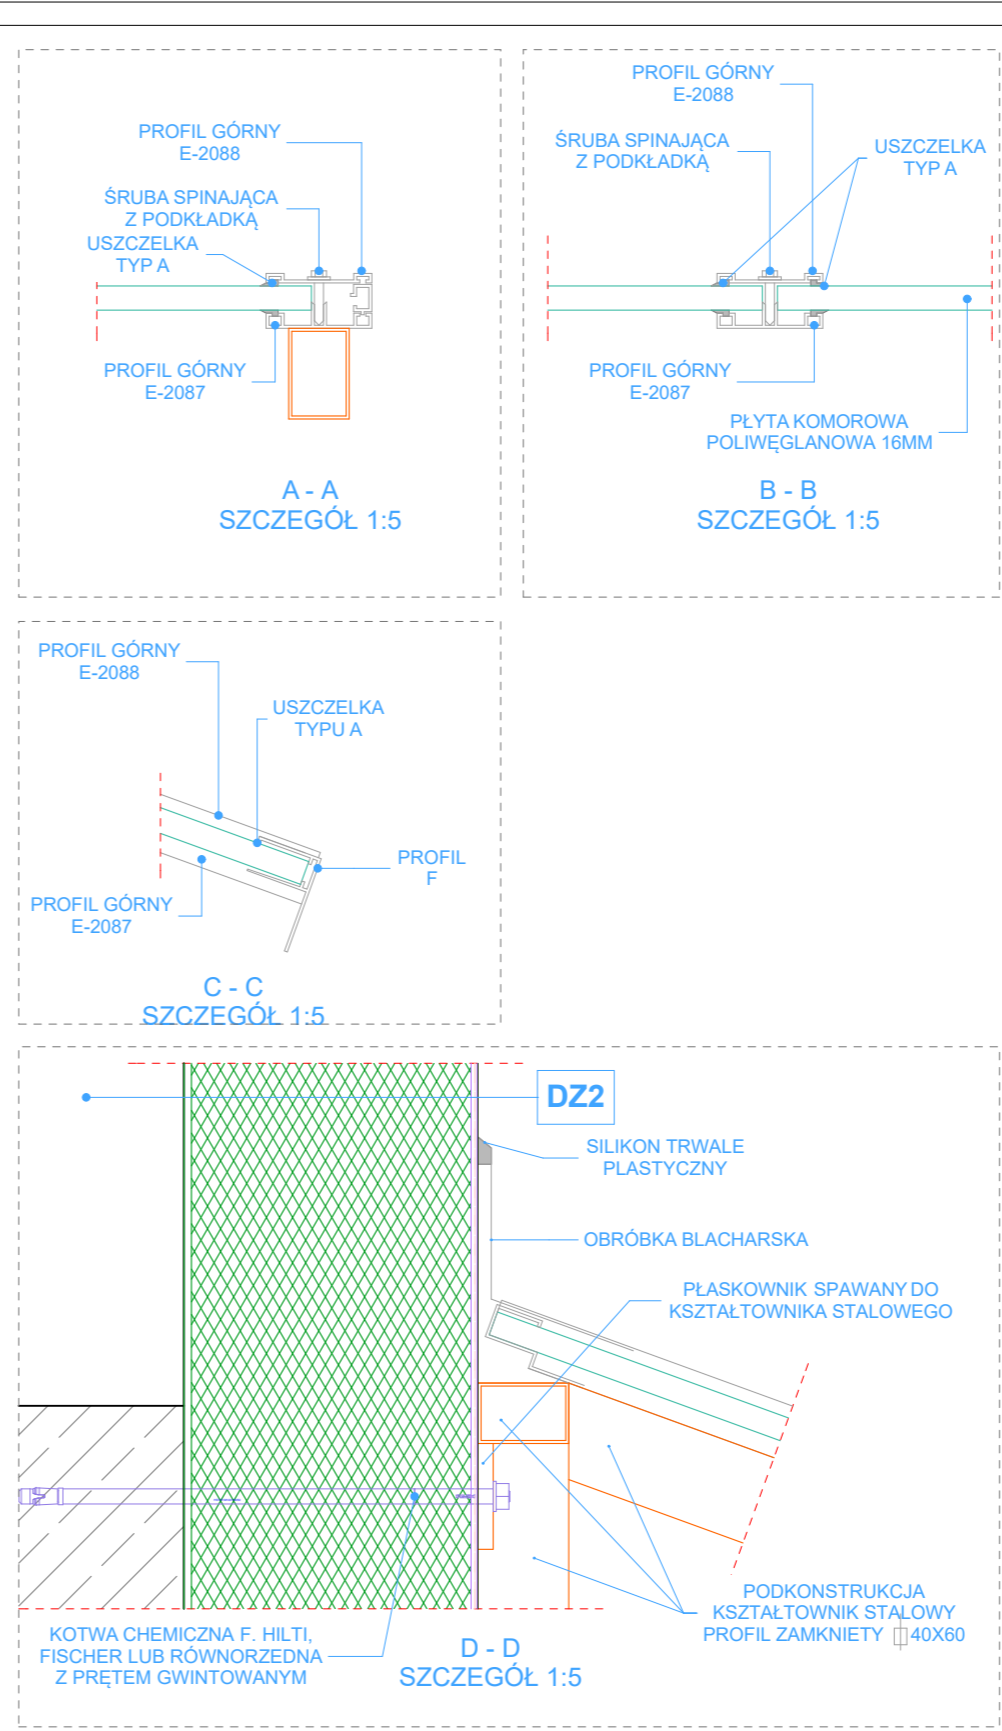 PROFIL GÓRNY
E-2088
ŚRUBA SPINAJĄCA
Z PODKŁADKĄ
USZCZELKA
TYP A
PROFIL GÓRNY
E-2087
A - A
SZCZEGÓŁ 1:5
PROFIL GÓRNY
E-2088
ŚRUBA SPINAJĄCA
Z PODKŁADKĄ
USZCZELKA
TYP A
PROFIL GÓRNY
E-2087
PŁYTA KOMOROWA
POLIWĘGLANOWA 16MM
B - B
SZCZEGÓŁ 1:5
PROFIL GÓRNY
E-2088
USZCZELKA
TYPU A
PROFIL
F
PROFIL GÓRNY
E-2087
C - C
SZCZEGÓŁ 1:5
DZ2
SILIKON TRWALE
PLASTYCZNY
OBRÓBKA BLACHARSKA
PŁASKOWNIK SPAWANY DO
KSZTAŁTOWNIKA STALOWEGO
PODKONSTRUKCJA
KSZTAŁTOWNIK STALOWY
PROFIL ZAMKNIETY 40X60
KOTWA CHEMICZNA F. HILTI,
FISCHER LUB RÓWNORZEDNA
Z PRĘTEM GWINTOWANYM
D - D
SZCZEGÓŁ 1:5